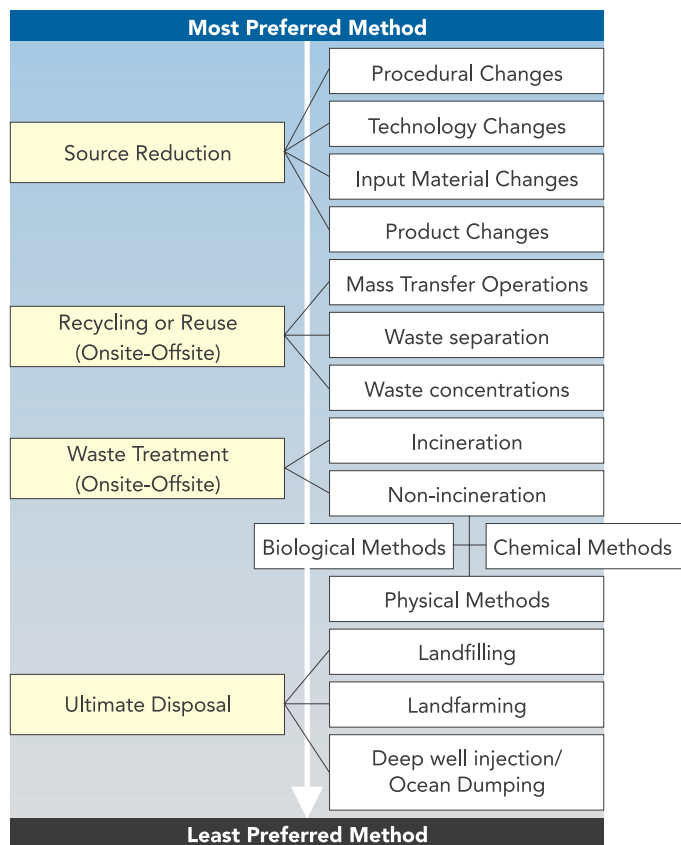 Most Preferred Method
Source Reduction
Procedural Changes
Technology Changes
Input Material Changes
Product Changes
Recycling or Reuse
(Onsite-Offsite)
Mass Transfer Operations
Waste separation
Waste concentrations
Waste Treatment
(Onsite-Offsite)
Incineration
Non-incineration
Biological Methods
Chemical Methods
Physical Methods
Ultimate Disposal
Landfilling
Landfarming
Deep well injection/
Ocean Dumping
Least Preferred Method